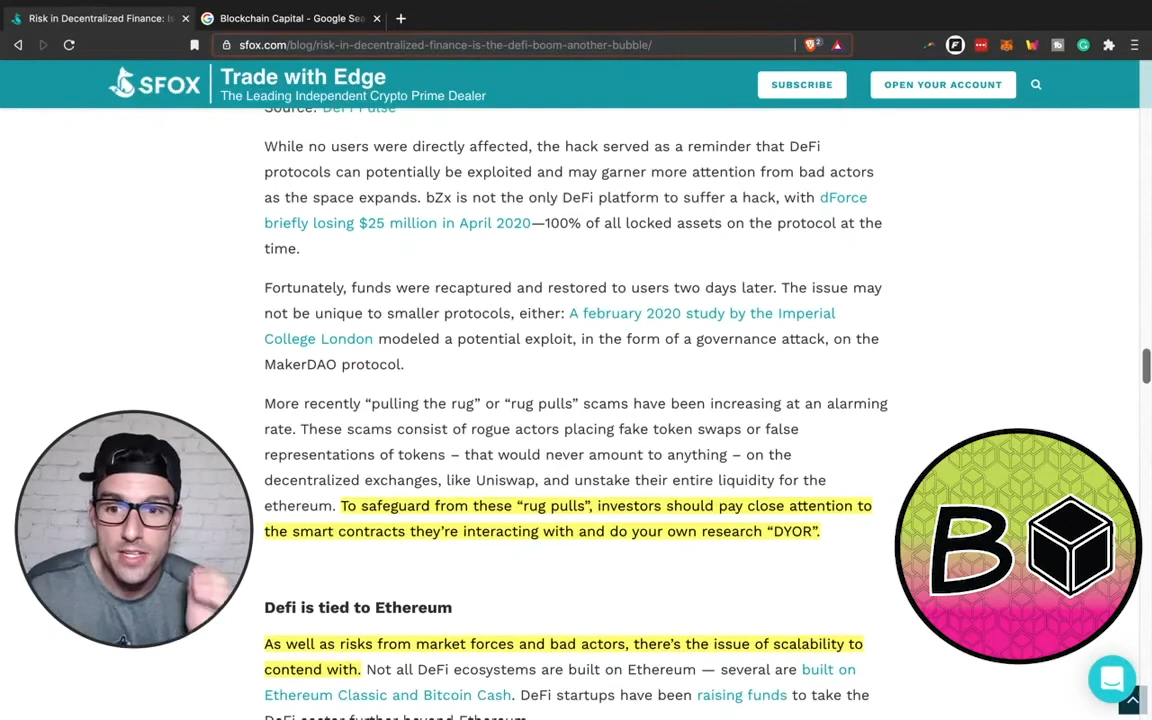 Risk in Decentralized Finance: Is
Blockchain Capital - Google Sea
sfox.com/blog/risk-in-decentralized-finance-is-the-defi-boom-another-bubble/
SFOX
Trade with Edge
The Leading Independent Crypto Prime Dealer
SUBSCRIBE
OPEN YOUR ACCOUNT
Source: DeFi Pulse
While no users were directly affected, the hack served as a reminder that DeFi
protocols can potentially be exploited and may garner more attention from bad actors
as the space expands. bZx is not the only DeFi platform to suffer a hack, with dForce
briefly losing $25 million in April 2020—100% of all locked assets on the protocol at the
time.
Fortunately, funds were recaptured and restored to users two days later. The issue may
not be unique to smaller protocols, either: A february 2020 study by the Imperial
College London modeled a potential exploit, in the form of a governance attack, on the
MakerDAO protocol.
More recently “pulling the rug” or “rug pulls” scams have been increasing at an alarming
rate. These scams consist of rogue actors placing fake token swaps or false
representations of tokens – that would never amount to anything – on the
decentralized exchanges, like Uniswap, and unstake their entire liquidity for the
ethereum. To safeguard from these “rug pulls”, investors should pay close attention to
the smart contracts they’re interacting with and do your own research “DYOR”.
Defi is tied to Ethereum
As well as risks from market forces and bad actors, there’s the issue of scalability to
contend with. Not all DeFi ecosystems are built on Ethereum — several are built on
Ethereum Classic and Bitcoin Cash. DeFi startups have been raising funds to take the
DeFi sector further beyond Ethereum.
B